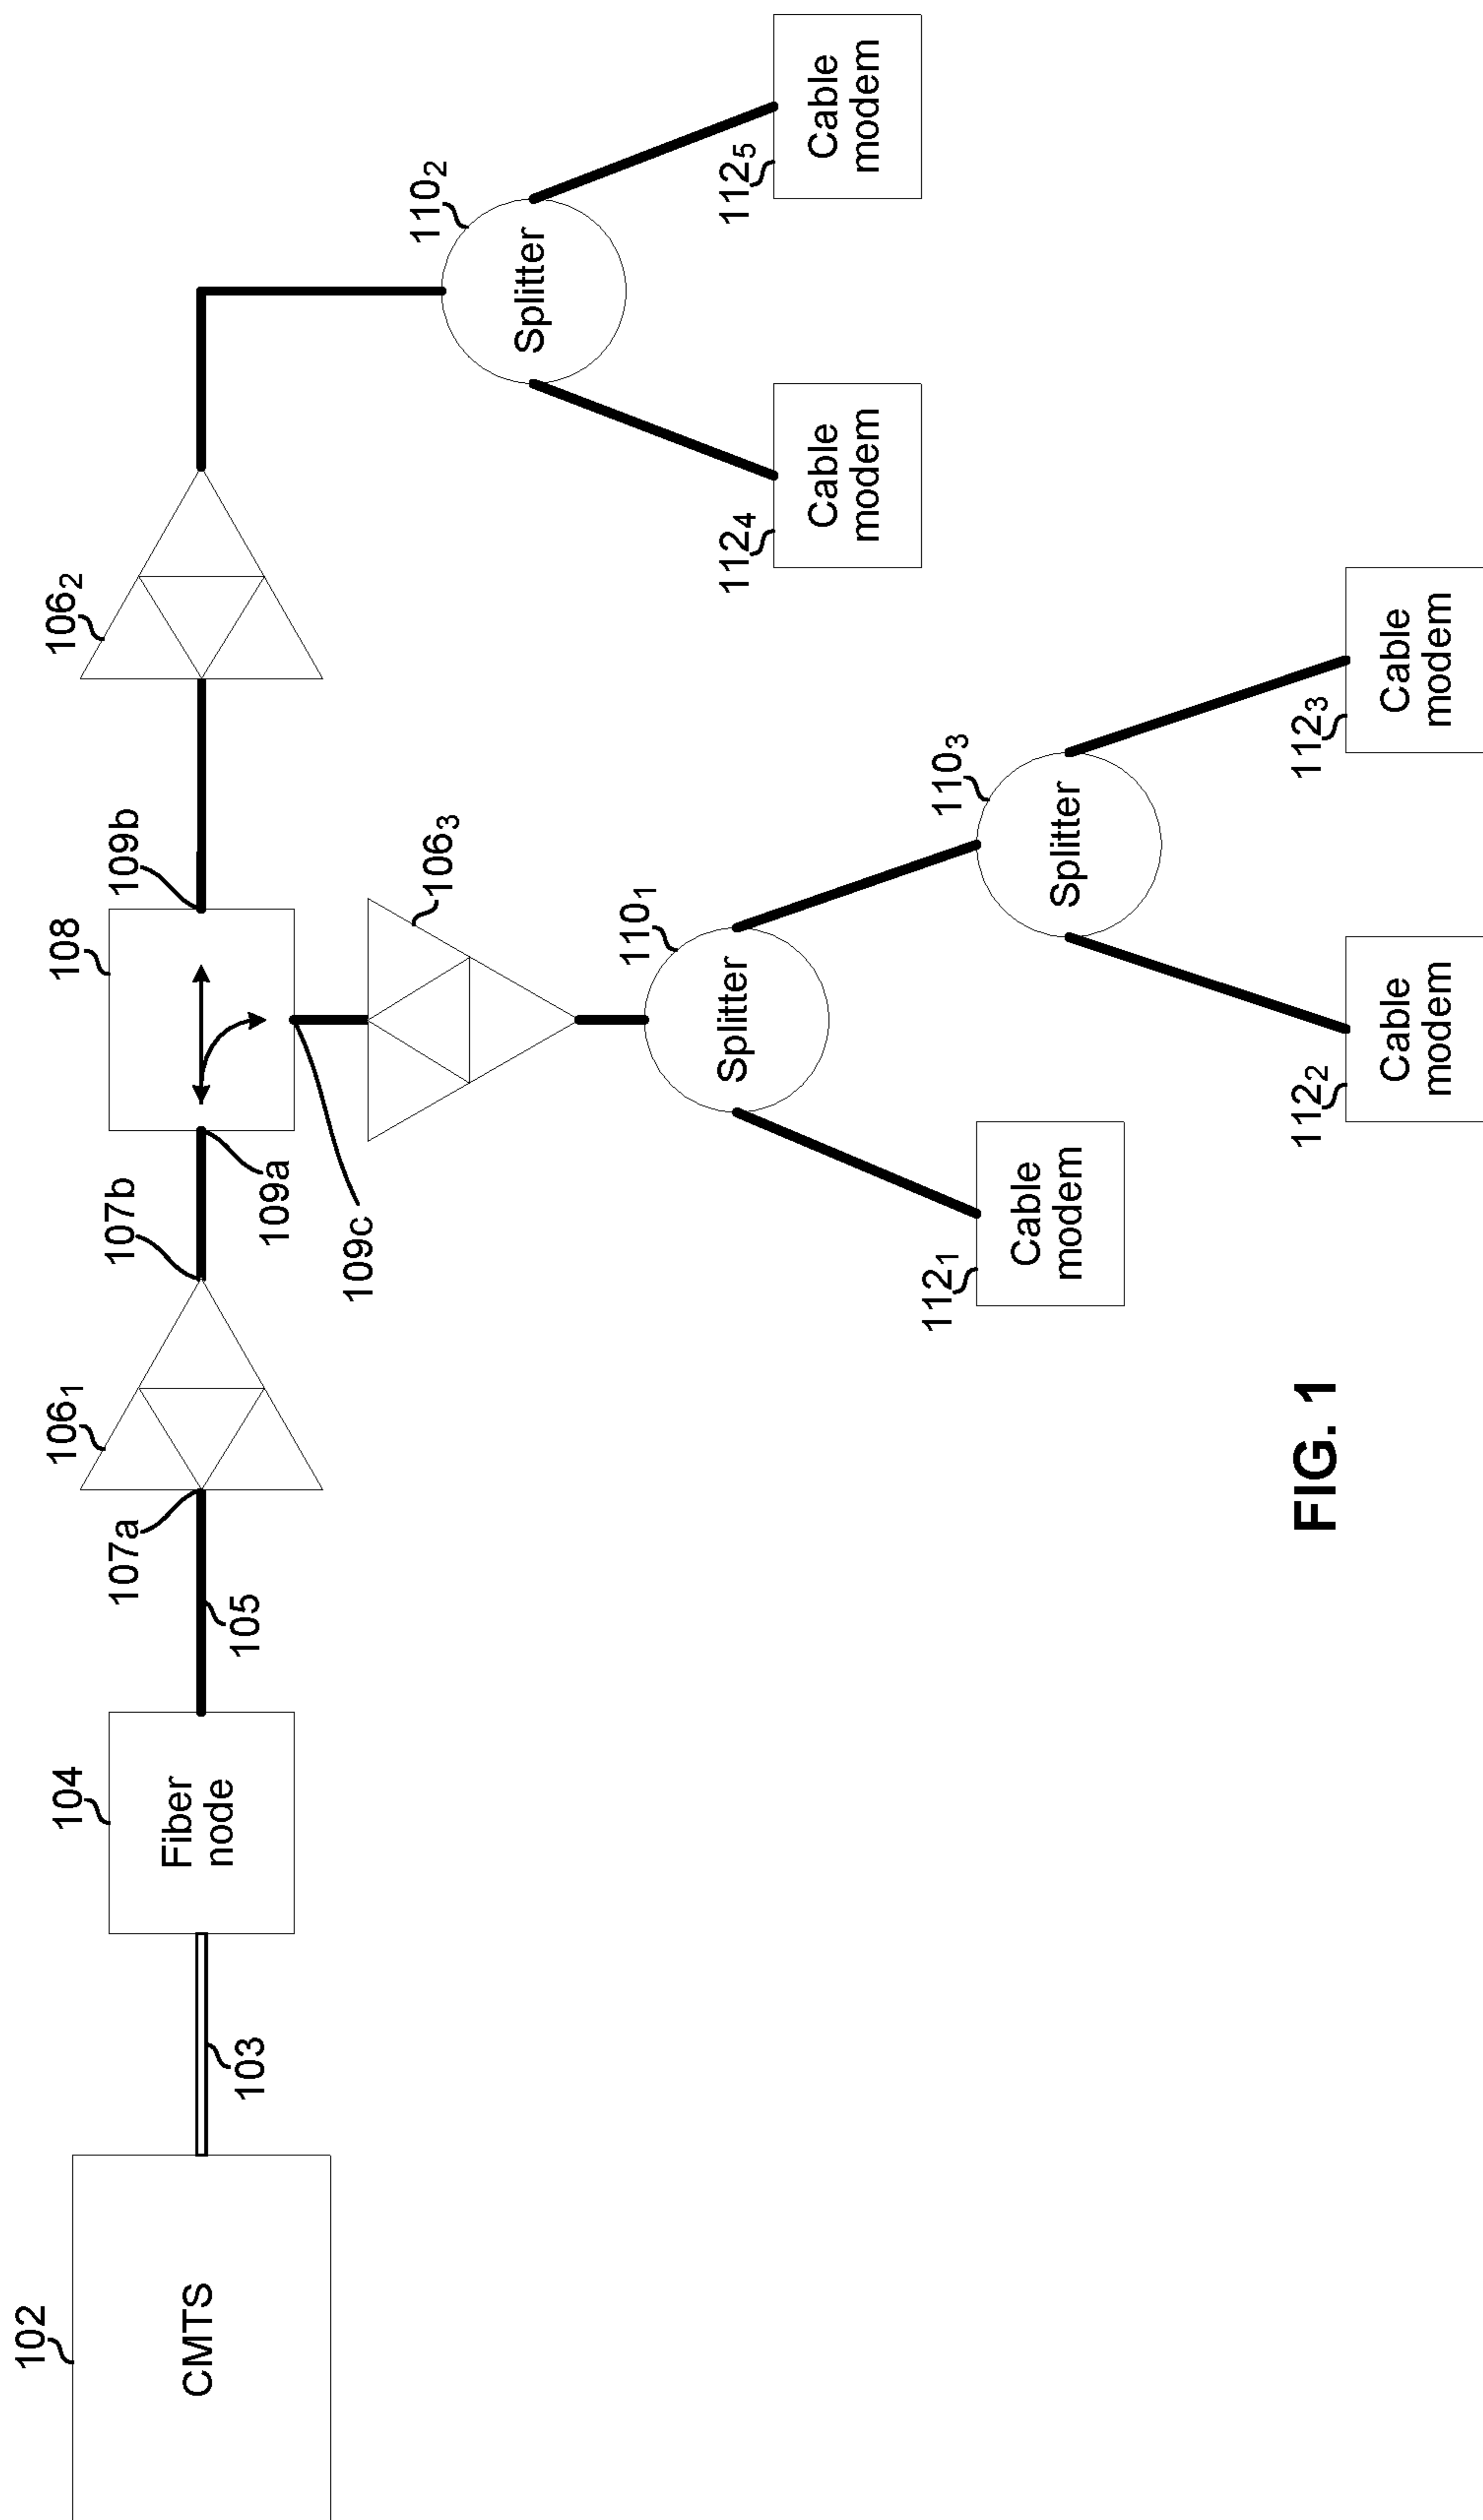 102
CMTS
103
104
Fiber
node
105
107a
106₁
107b
109a
109c
108
109b
106₂
106₃
110₁
Splitter
110₂
Splitter
110₃
Splitter
112₁
Cable
modem
112₂
Cable
modem
112₃
Cable
modem
112₄
Cable
modem
112₅
Cable
modem
FIG. 1